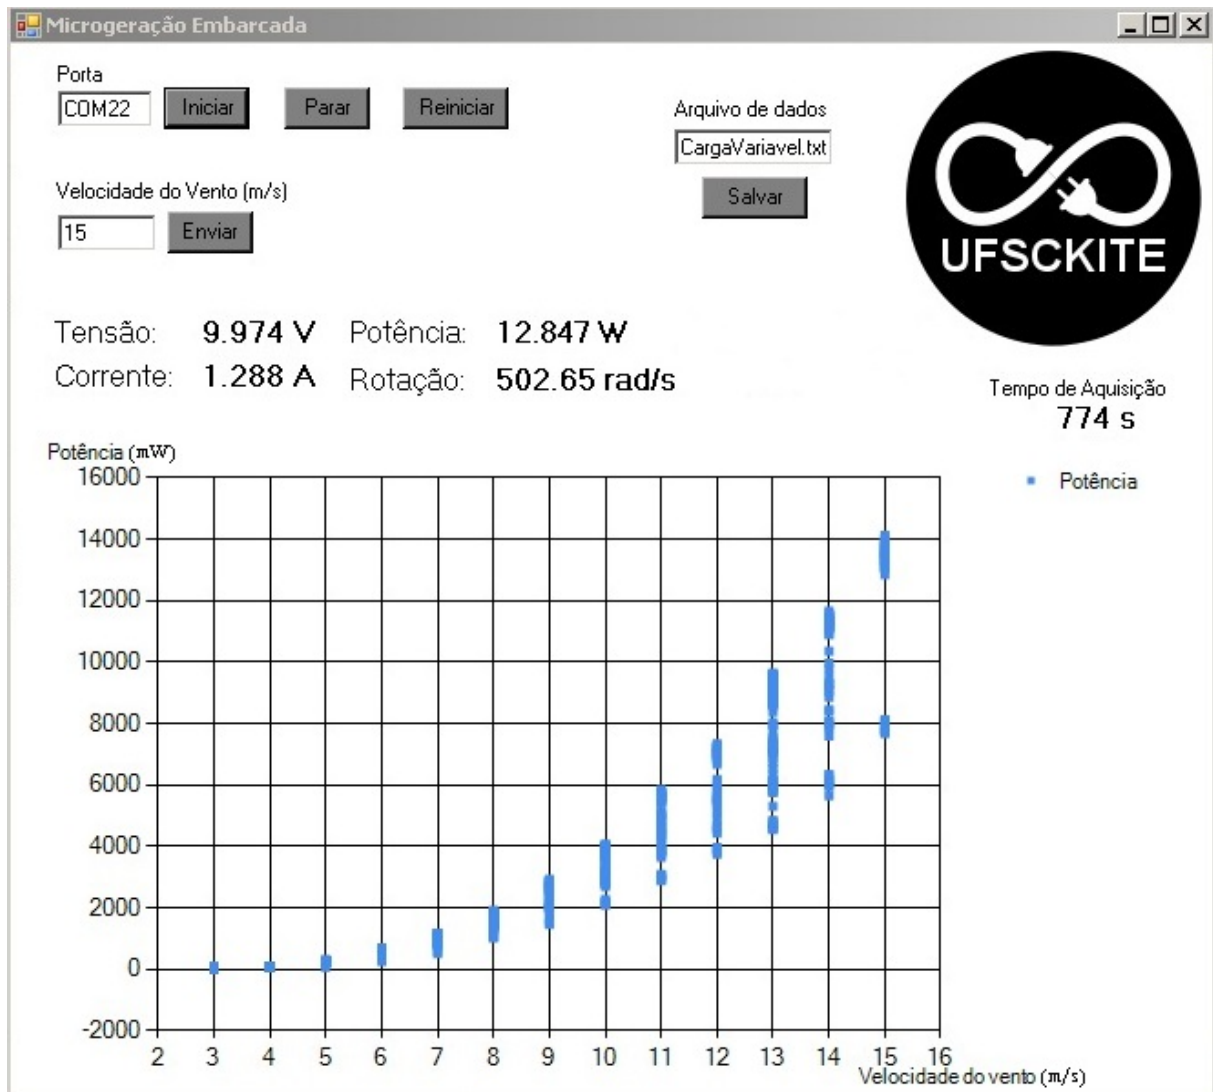 Microgeração Embarcada
Porta
COM22 Iniciar Parar Reiniciar
Arquivo de dados
CargaVariavel.txt
Salvar
Velocidade do Vento (m/s)
15 Enviar
UFSCKITE
Tensão: 9.974 V Potência: 12.847 W
Corrente: 1.288 A Rotação: 502.65 rad/s
Tempo de Aquisição
774 s
Potência (mW)
Potência
16000
14000
12000
10000
8000
6000
4000
2000
0
-2000
2 3 4 5 6 7 8 9 10 11 12 13 14 15 16
Velocidade do vento (m/s)